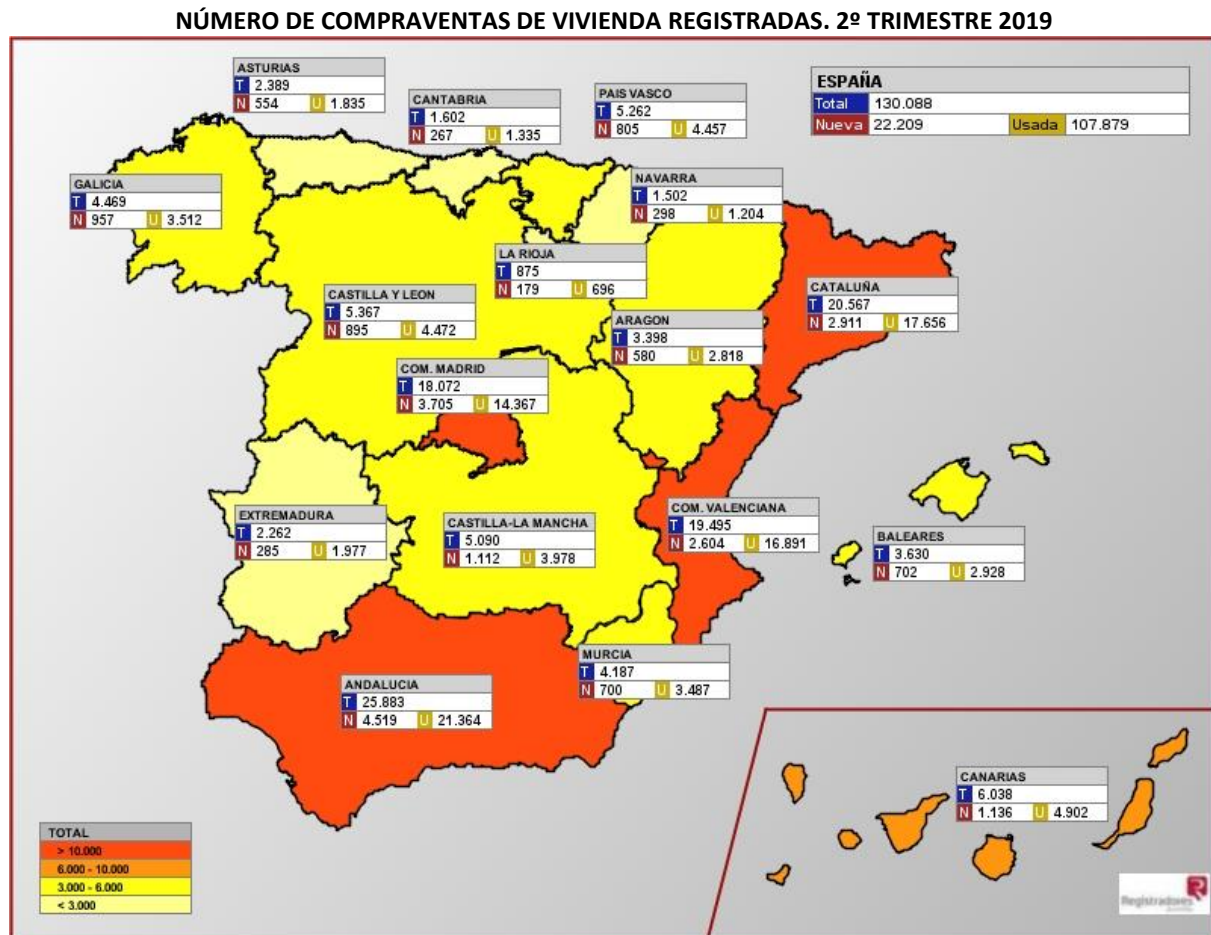 NÚMERO DE COMPRAVENTAS DE VIVIENDA REGISTRADAS. 2º TRIMESTRE 2019
ASTURIAS
T 2.389
N 554 U 1.835
CANTABRIA
T 1.602
N 267 U 1.335
PAIS VASCO
T 5.262
N 805 U 4.457
ESPAÑA
Total 130.088
Nueva 22.209 Usada 107.879
GALICIA
T 4.469
N 957 U 3.512
NAVARRA
T 1.502
N 298 U 1.204
LA RIOJA
T 875
N 179 U 696
CASTILLA Y LEON
T 5.367
N 895 U 4.472
CATALUÑA
T 20.567
N 2.911 U 17.656
ARAGON
T 3.398
N 580 U 2.818
COM. MADRID
T 18.072
N 3.705 U 14.367
EXTREMADURA
T 2.262
N 285 U 1.977
CASTILLA-LA MANCHA
T 5.090
N 1.112 U 3.978
COM. VALENCIANA
T 19.495
N 2.604 U 16.891
BALEARES
T 3.630
N 702 U 2.928
MURCIA
T 4.187
N 700 U 3.487
ANDALUCIA
T 25.883
N 4.519 U 21.364
CANARIAS
T 6.038
N 1.136 U 4.902
TOTAL
> 10.000
6.000 - 10.000
3.000 - 6.000
< 3.000
Registradores